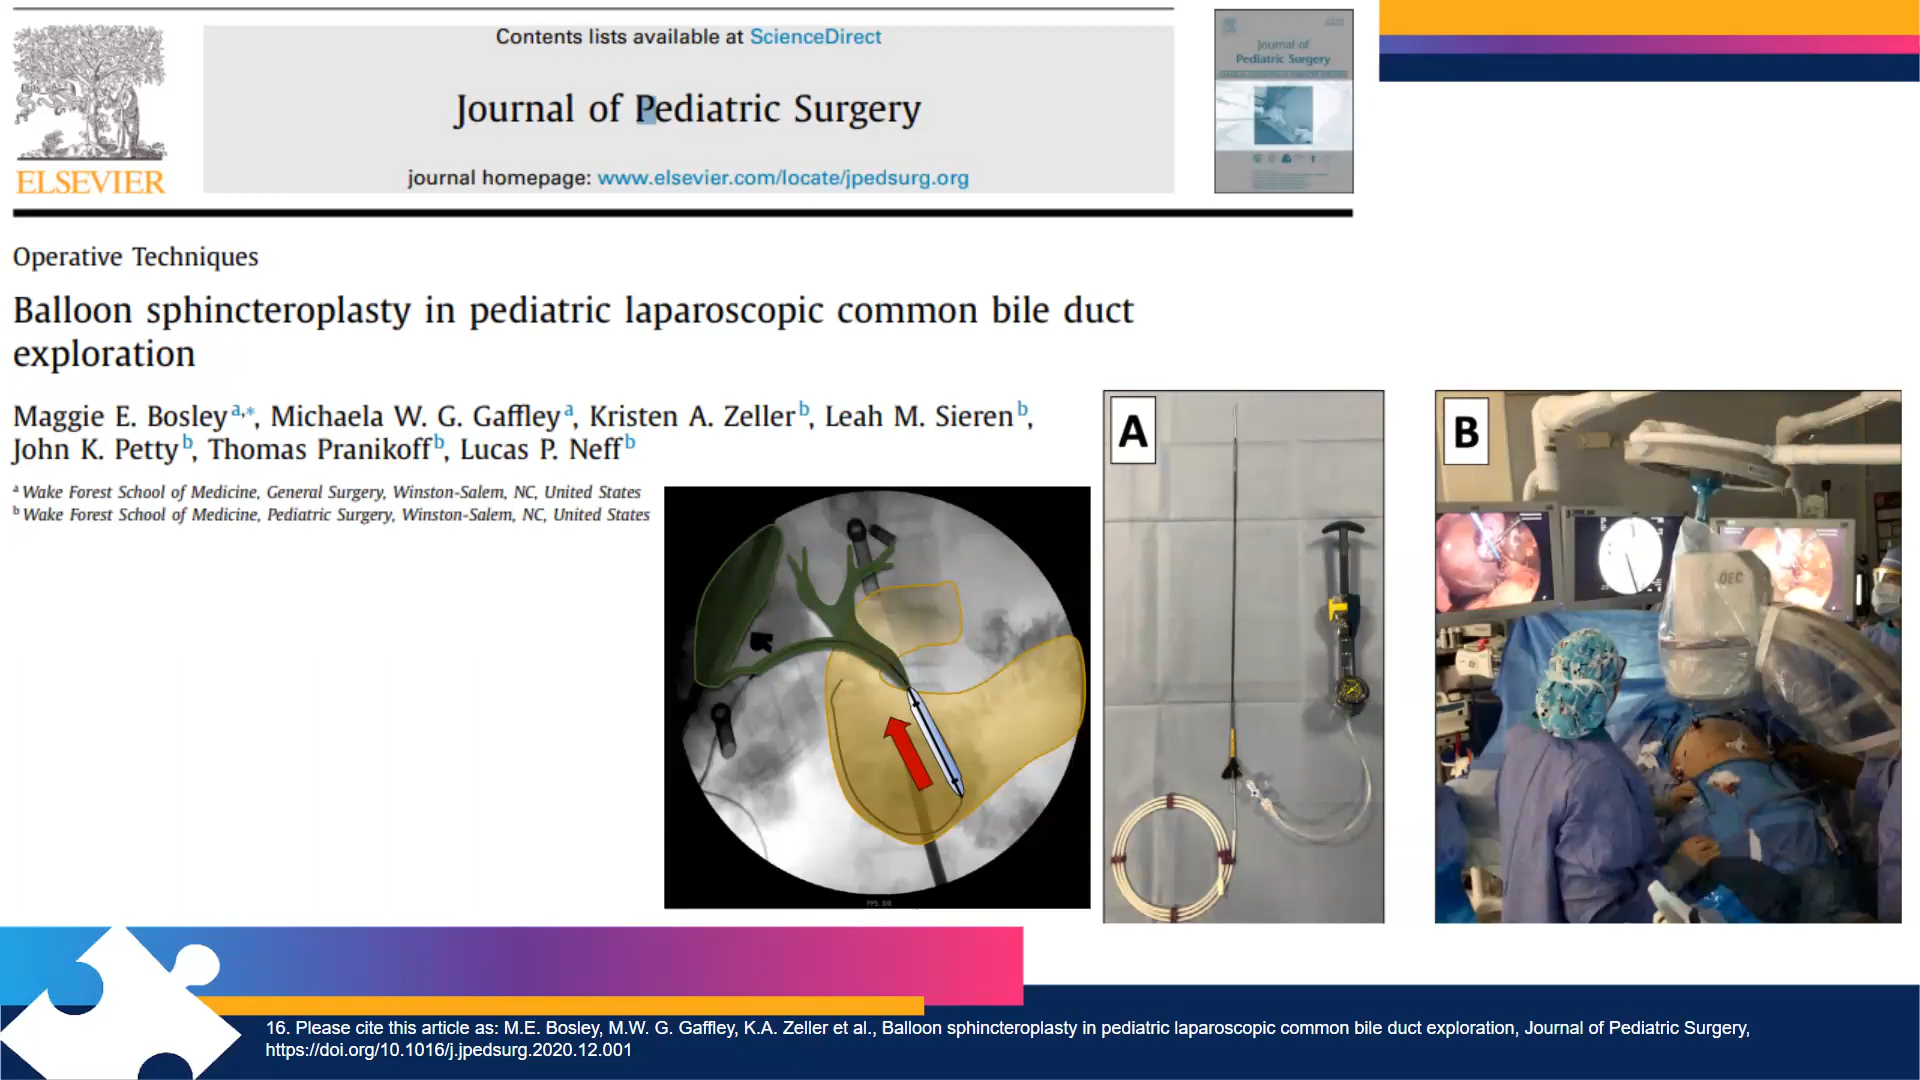 Contents lists available at ScienceDirect
Journal of Pediatric Surgery
journal homepage: www.elsevier.com/locate/jpedsurg.org
ELSEVIER
Journal of
Pediatric Surgery
Operative Techniques
Balloon sphincteroplasty in pediatric laparoscopic common bile duct
exploration
Maggie E. Bosley a,*, Michaela W. G. Gaffley a, Kristen A. Zeller b, Leah M. Sieren b,
John K. Petty b, Thomas Pranikoff b, Lucas P. Neff b
a Wake Forest School of Medicine, General Surgery, Winston-Salem, NC, United States
b Wake Forest School of Medicine, Pediatric Surgery, Winston-Salem, NC, United States
A
B
OEC
16. Please cite this article as: M.E. Bosley, M.W. G. Gaffley, K.A. Zeller et al., Balloon sphincteroplasty in pediatric laparoscopic common bile duct exploration, Journal of Pediatric Surgery,
https://doi.org/10.1016/j.jpedsurg.2020.12.001